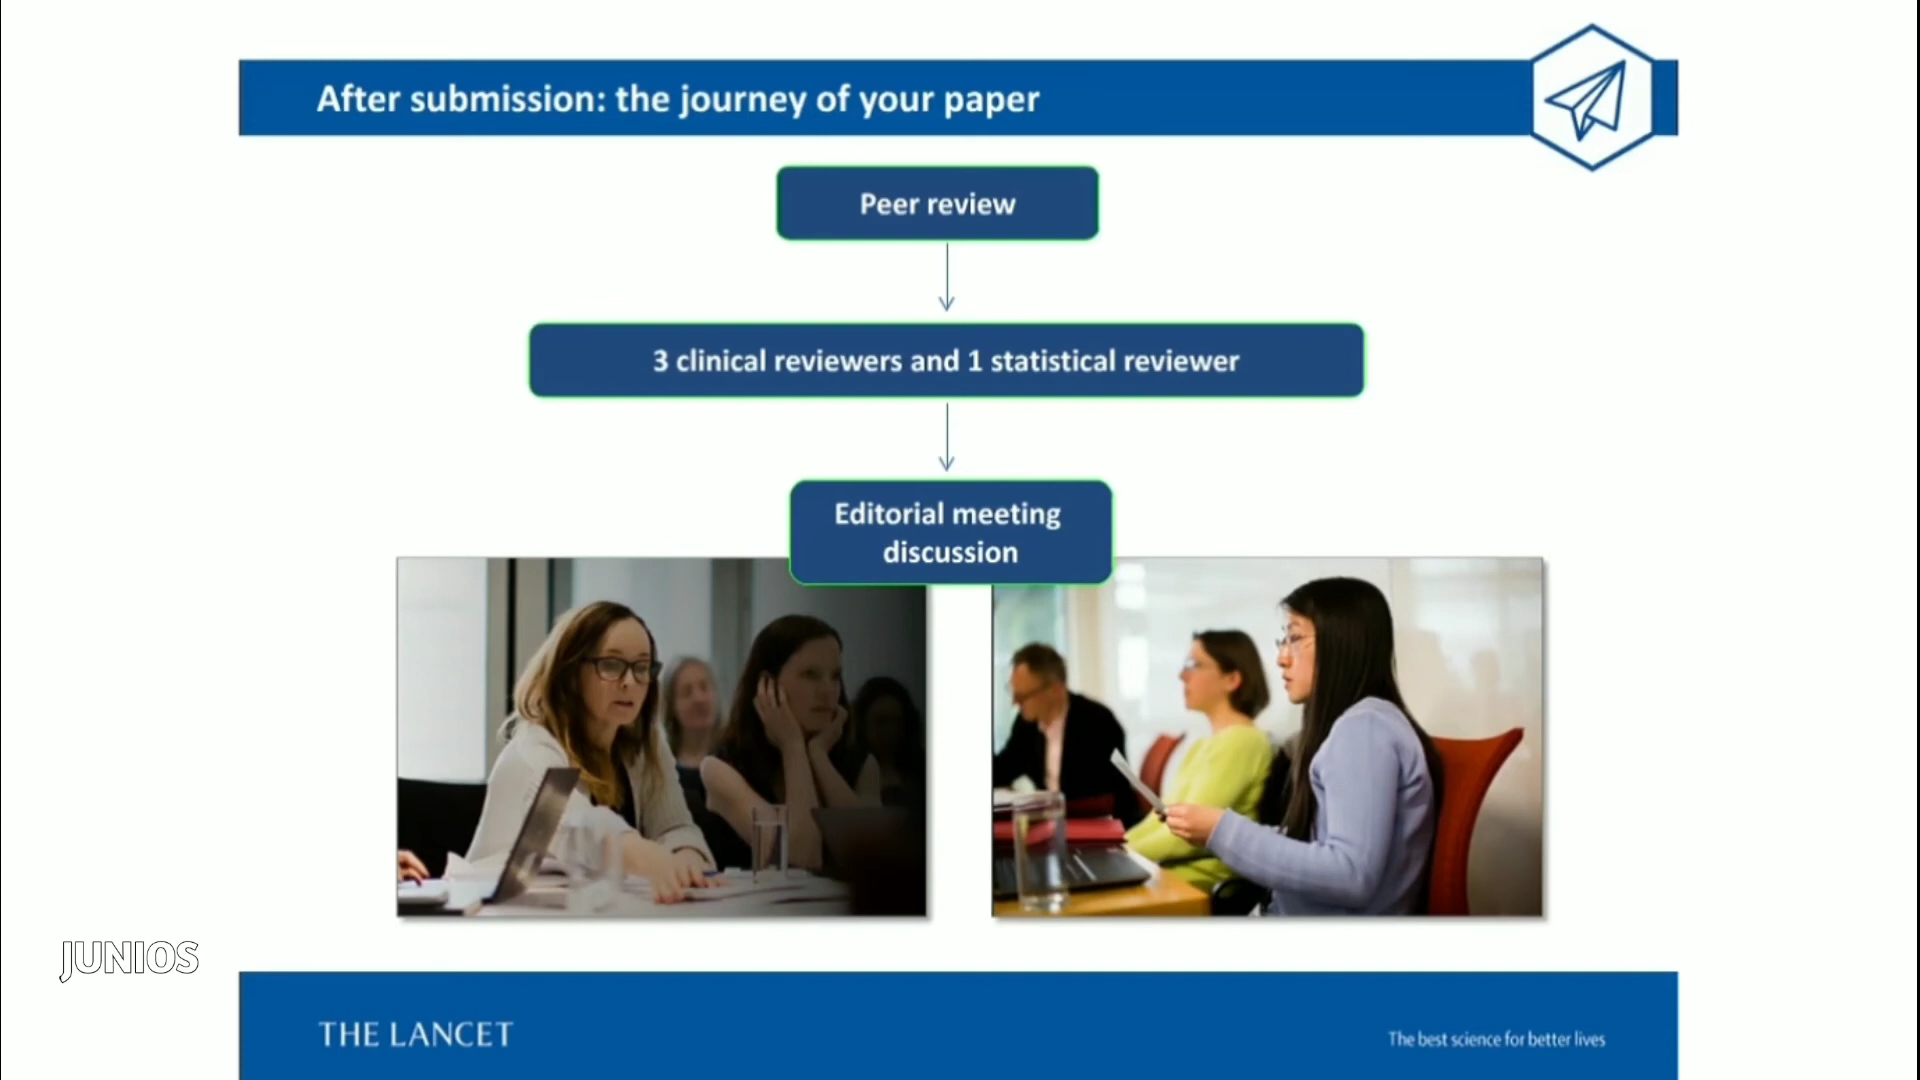 After submission: the journey of your paper
Peer review
3 clinical reviewers and 1 statistical reviewer
Editorial meeting
discussion
JUNIOS
THE LANCET
The best science for better lives